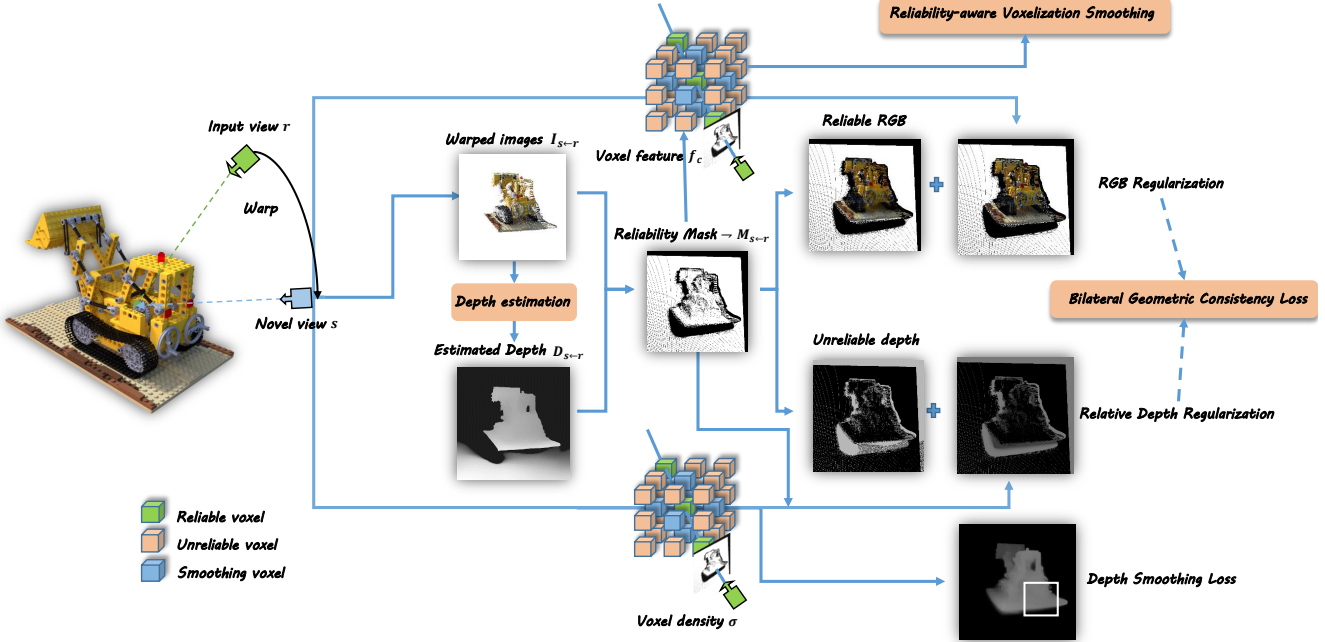 Reliability-aware Voxelization Smoothing
Input view r
Warped images I_{s←r}
Reliable RGB
Voxel feature f_c
RGB Regularization
Warp
Reliability Mask → M_{s←r}
Depth estimation
Bilateral Geometric Consistency Loss
Novel view s
Estimated Depth D_{s←r}
Unreliable depth
Relative Depth Regularization
Reliable voxel
Unreliable voxel
Smoothing voxel
Depth Smoothing Loss
Voxel density σ